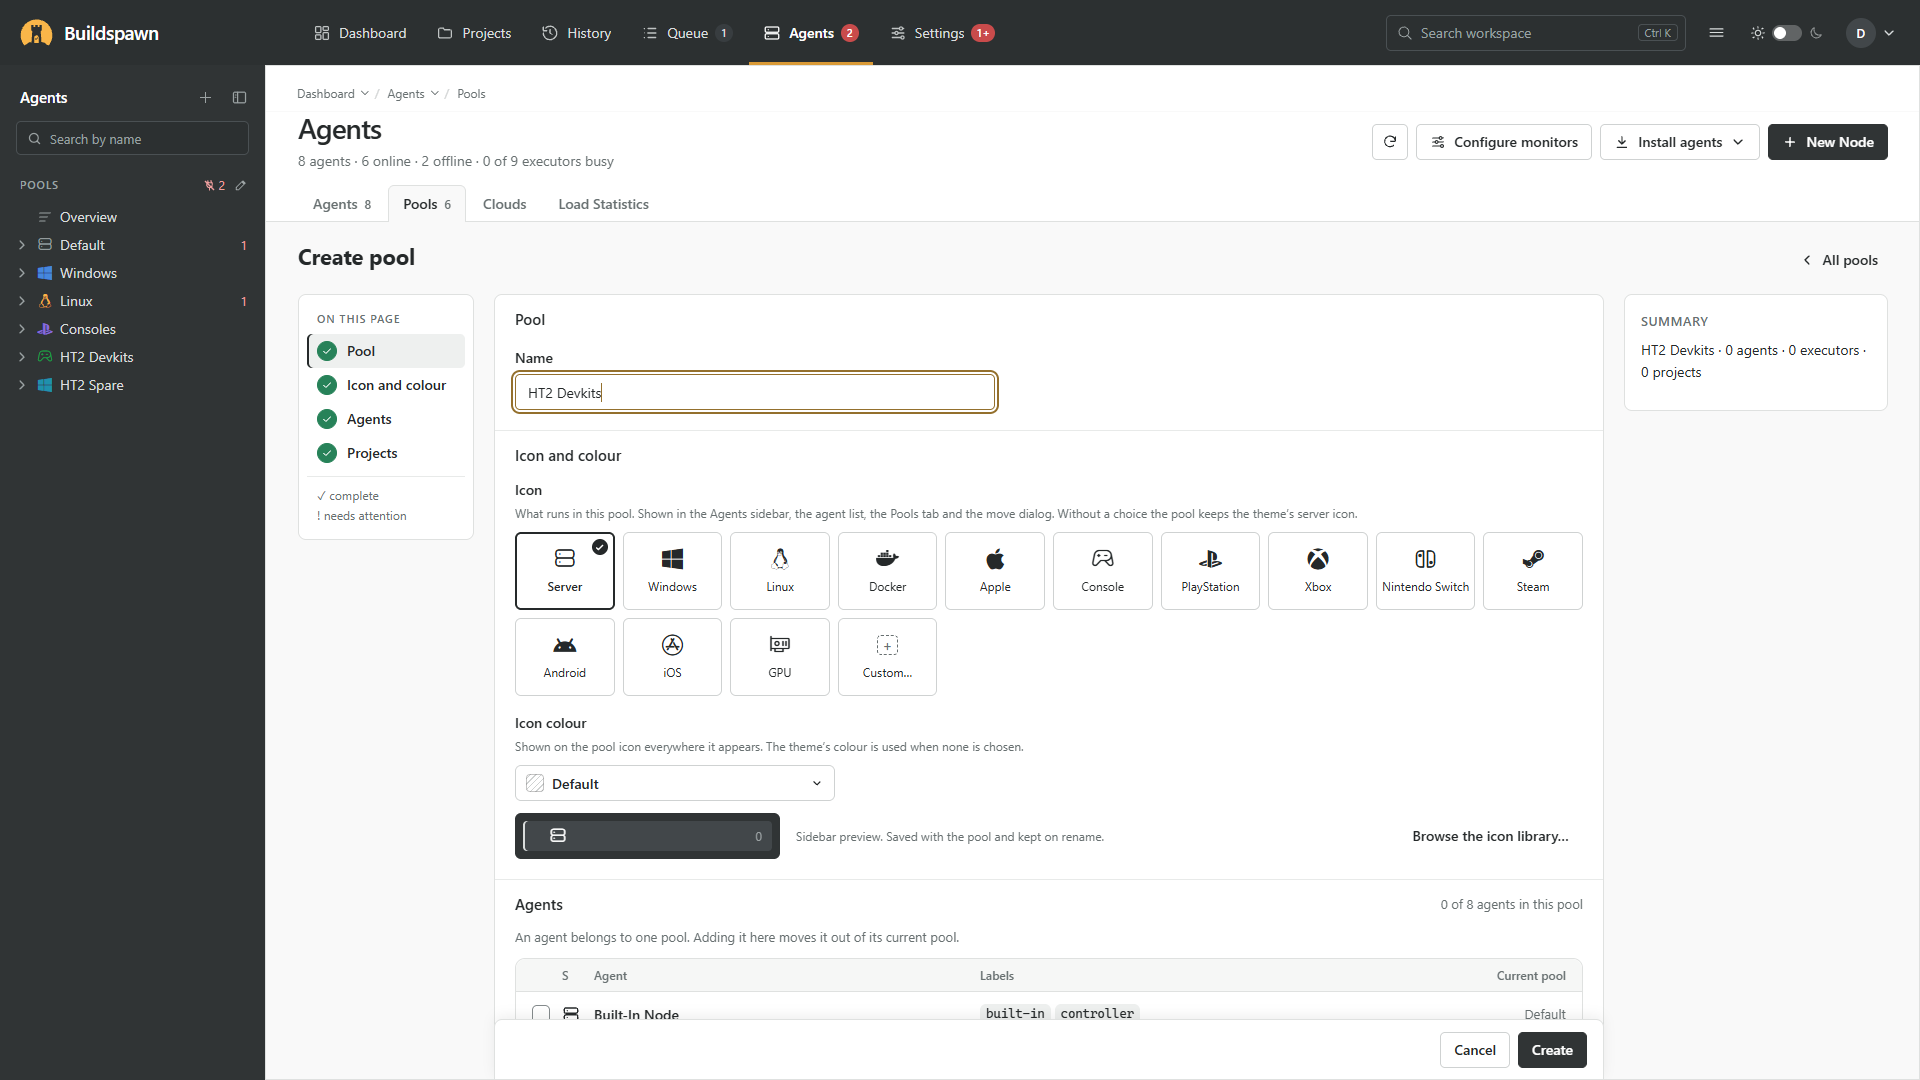 Buildspawn
Dashboard
Projects
History
Queue 1
Agents 2
Settings 1+
Search workspace Ctrl K
D
Agents
Search by name
POOLS 2
Overview
Default 1
Windows
Linux 1
Consoles
HT2 Devkits
HT2 Spare
Dashboard / Agents / Pools
Agents
8 agents · 6 online · 2 offline · 0 of 9 executors busy
Configure monitors
Install agents
New Node
Agents 8
Pools 6
Clouds
Load Statistics
Create pool
All pools
ON THIS PAGE
Pool
Icon and colour
Agents
Projects
✓ complete
! needs attention
Pool
Name
HT2 Devkits
Icon and colour
Icon
What runs in this pool. Shown in the Agents sidebar, the agent list, the Pools tab and the move dialog. Without a choice the pool keeps the theme's server icon.
Server
Windows
Linux
Docker
Apple
Console
PlayStation
Xbox
Nintendo Switch
Steam
Android
iOS
GPU
Custom...
Icon colour
Shown on the pool icon everywhere it appears. The theme's colour is used when none is chosen.
Default
0
Sidebar preview. Saved with the pool and kept on rename.
Browse the icon library...
Agents
0 of 8 agents in this pool
An agent belongs to one pool. Adding it here moves it out of its current pool.
S Agent Labels Current pool
Built-In Node built-in controller Default
Cancel
Create
SUMMARY
HT2 Devkits · 0 agents · 0 executors ·
0 projects